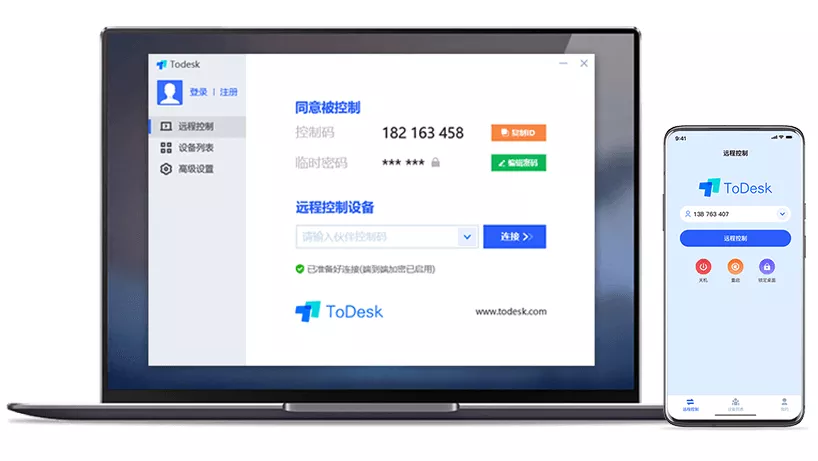 Todesk
登录 | 注册
远程控制
设备列表
高级设置
同意被控制
控制码 182 163 458 复制ID
临时密码 *** *** 编辑密码
远程控制设备
请输入伙伴控制码 连接
已准备好连接(端到端加密已启用)
ToDesk
www.todesk.com
9:41
远程控制
ToDesk
138 763 407
远程控制
关机 重启 锁定桌面
远程控制 设备列表